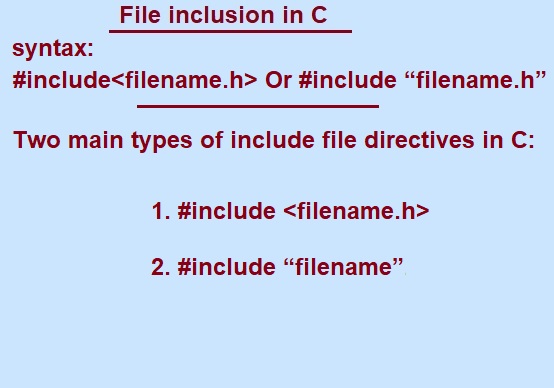 File inclusion in C
syntax:
#include<filename.h> Or #include “filename.h”
Two main types of include file directives in C:
1. #include <filename.h>
2. #include “filename”